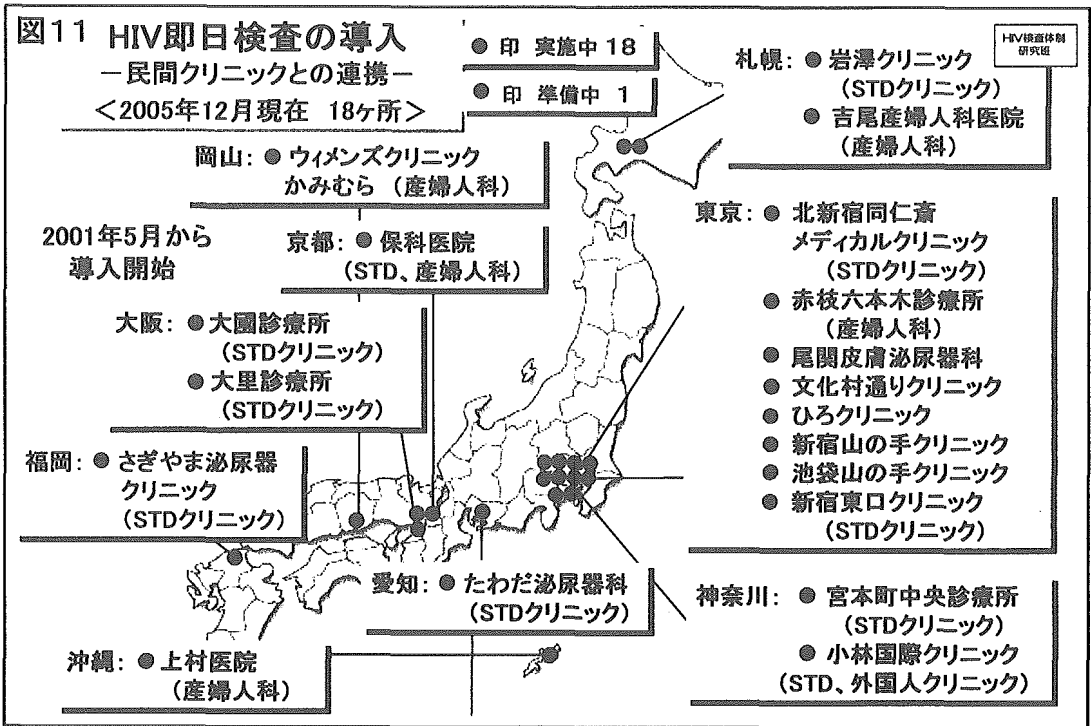 図11 HIV即日検査の導入
－民間クリニックとの連携－
＜2005年12月現在 18ヶ所＞
● 印 実施中 18
● 印 準備中 1
HIV検査体制
研究班
札幌: ● 岩澤クリニック
(STDクリニック)
● 吉尾産婦人科医院
(産婦人科)
岡山: ● ウィメンズクリニック
かみむら (産婦人科)
2001年5月から
導入開始
京都: ● 保科医院
(STD、産婦人科)
大阪: ● 大國診療所
(STDクリニック)
● 大里診療所
(STDクリニック)
福岡: ● さぎやま泌尿器
クリニック
(STDクリニック)
東京: ● 北新宿同仁斎
メディカルクリニック
(STDクリニック)
● 赤枝六本木診療所
(産婦人科)
● 尾関皮膚泌尿器科
● 文化村通りクリニック
● ひろクリニック
● 新宿山の手クリニック
● 池袋山の手クリニック
● 新宿東口クリニック
(STDクリニック)
愛知: ● たわだ泌尿器科
(STDクリニック)
神奈川: ● 宮本町中央診療所
(STDクリニック)
● 小林国際クリニック
(STD、外国人クリニック)
沖縄: ● 上村医院
(産婦人科)